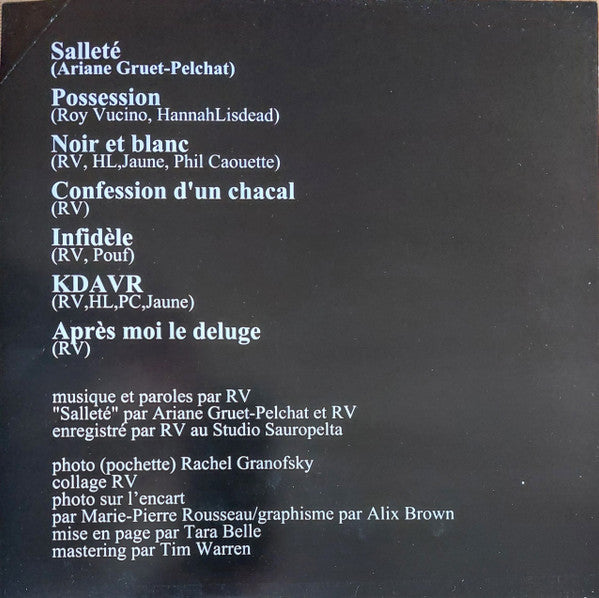 Salleté
(Ariane Gruet-Pelchat)
Possession
(Roy Vucino, HannahLisdead)
Noir et blanc
(RV, HL,Jaune, Phil Caouette)
Confession d'un chacal
(RV)
Infidèle
(RV, Pouf)
KDAVR
(RV,HL,PC,Jaune)
Après moi le deluge
(RV)
musique et paroles par RV
"Salleté" par Ariane Gruet-Pelchat et RV
enregistré par RV au Studio Sauropelta
photo (pochette) Rachel Granofsky
collage RV
photo sur l'encart
par Marie-Pierre Rousseau/graphisme par Alix Brown
mise en page par Tara Belle
mastering par Tim Warren